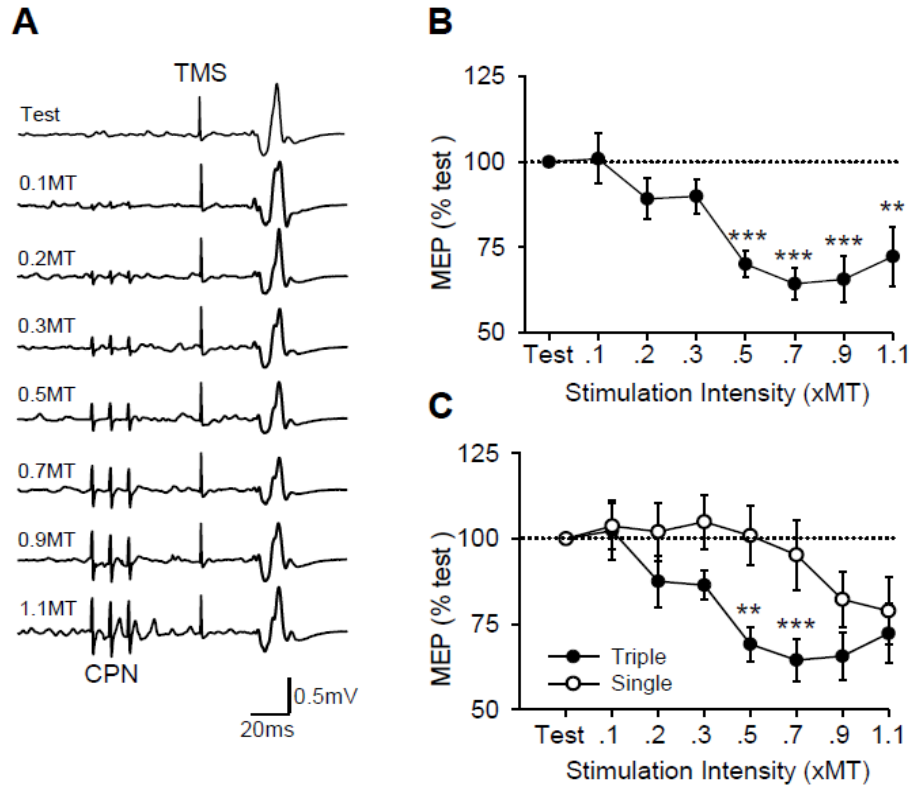 A
TMS
Test
0.1MT
0.2MT
0.3MT
0.5MT
0.7MT
0.9MT
1.1MT
CPN
0.5mV
20ms
B
125
100
75
50
MEP (% test )
**
***
***
***
Test .1 .2 .3 .5 .7 .9 1.1
Stimulation Intensity (xMT)
C
125
100
75
50
MEP (% test )
**
***
Triple
Single
Test .1 .2 .3 .5 .7 .9 1.1
Stimulation Intensity (xMT)